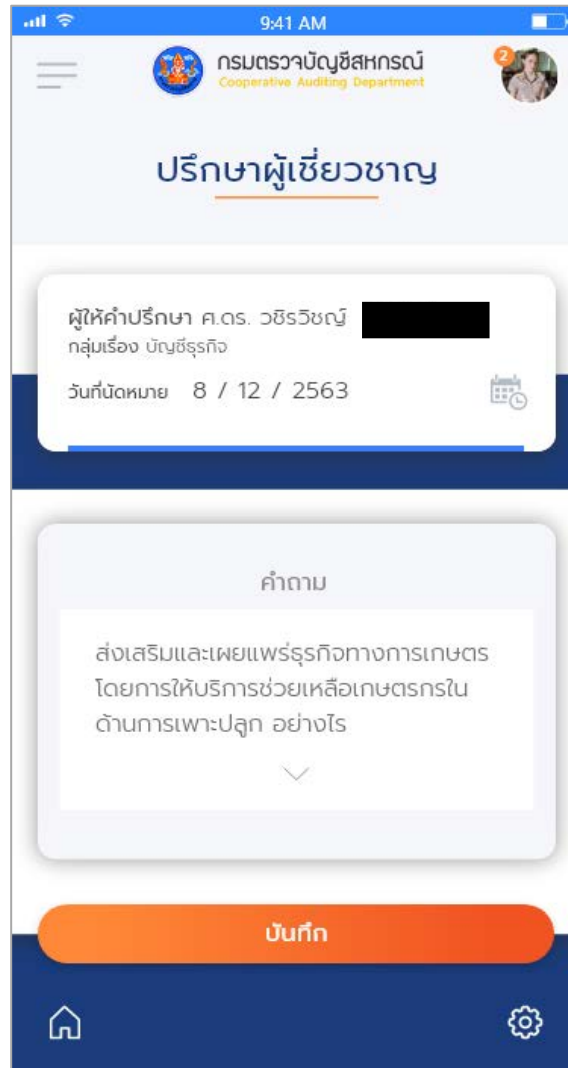 9:41 AM
กรมตรวจบัญชีสหกรณ์
Cooperative Auditing Department
2
ปรึกษาผู้เชี่ยวชาญ
ผู้ให้คำปรึกษา ศ.ดร. วชิรวิชญ์
กลุ่มเรื่อง บัญชีธุรกิจ
วันที่นัดหมาย 8 / 12 / 2563
คำถาม
ส่งเสริมและเผยแพร่ธุรกิจทางการเกษตร
โดยการให้บริการช่วยเหลือเกษตรกรใน
ด้านการเพาะปลูก อย่างไร
บันทึก